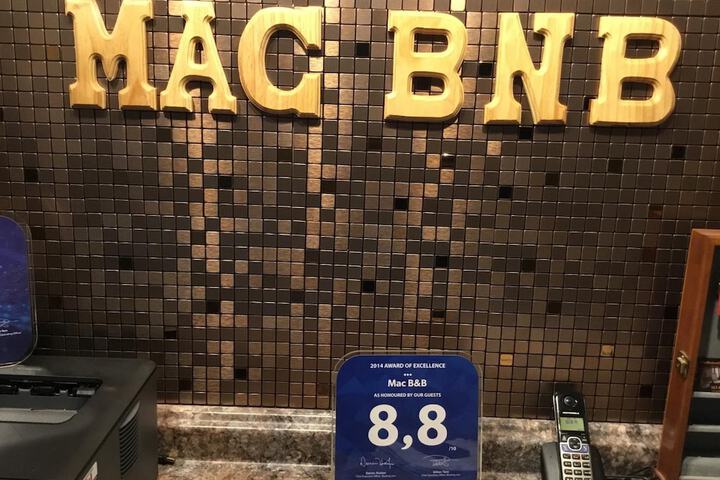 MAC BNB
2014 AWARD OF EXCELLENCE
Mac B&B
AS HONOURED BY OUR GUESTS
8,8
/10